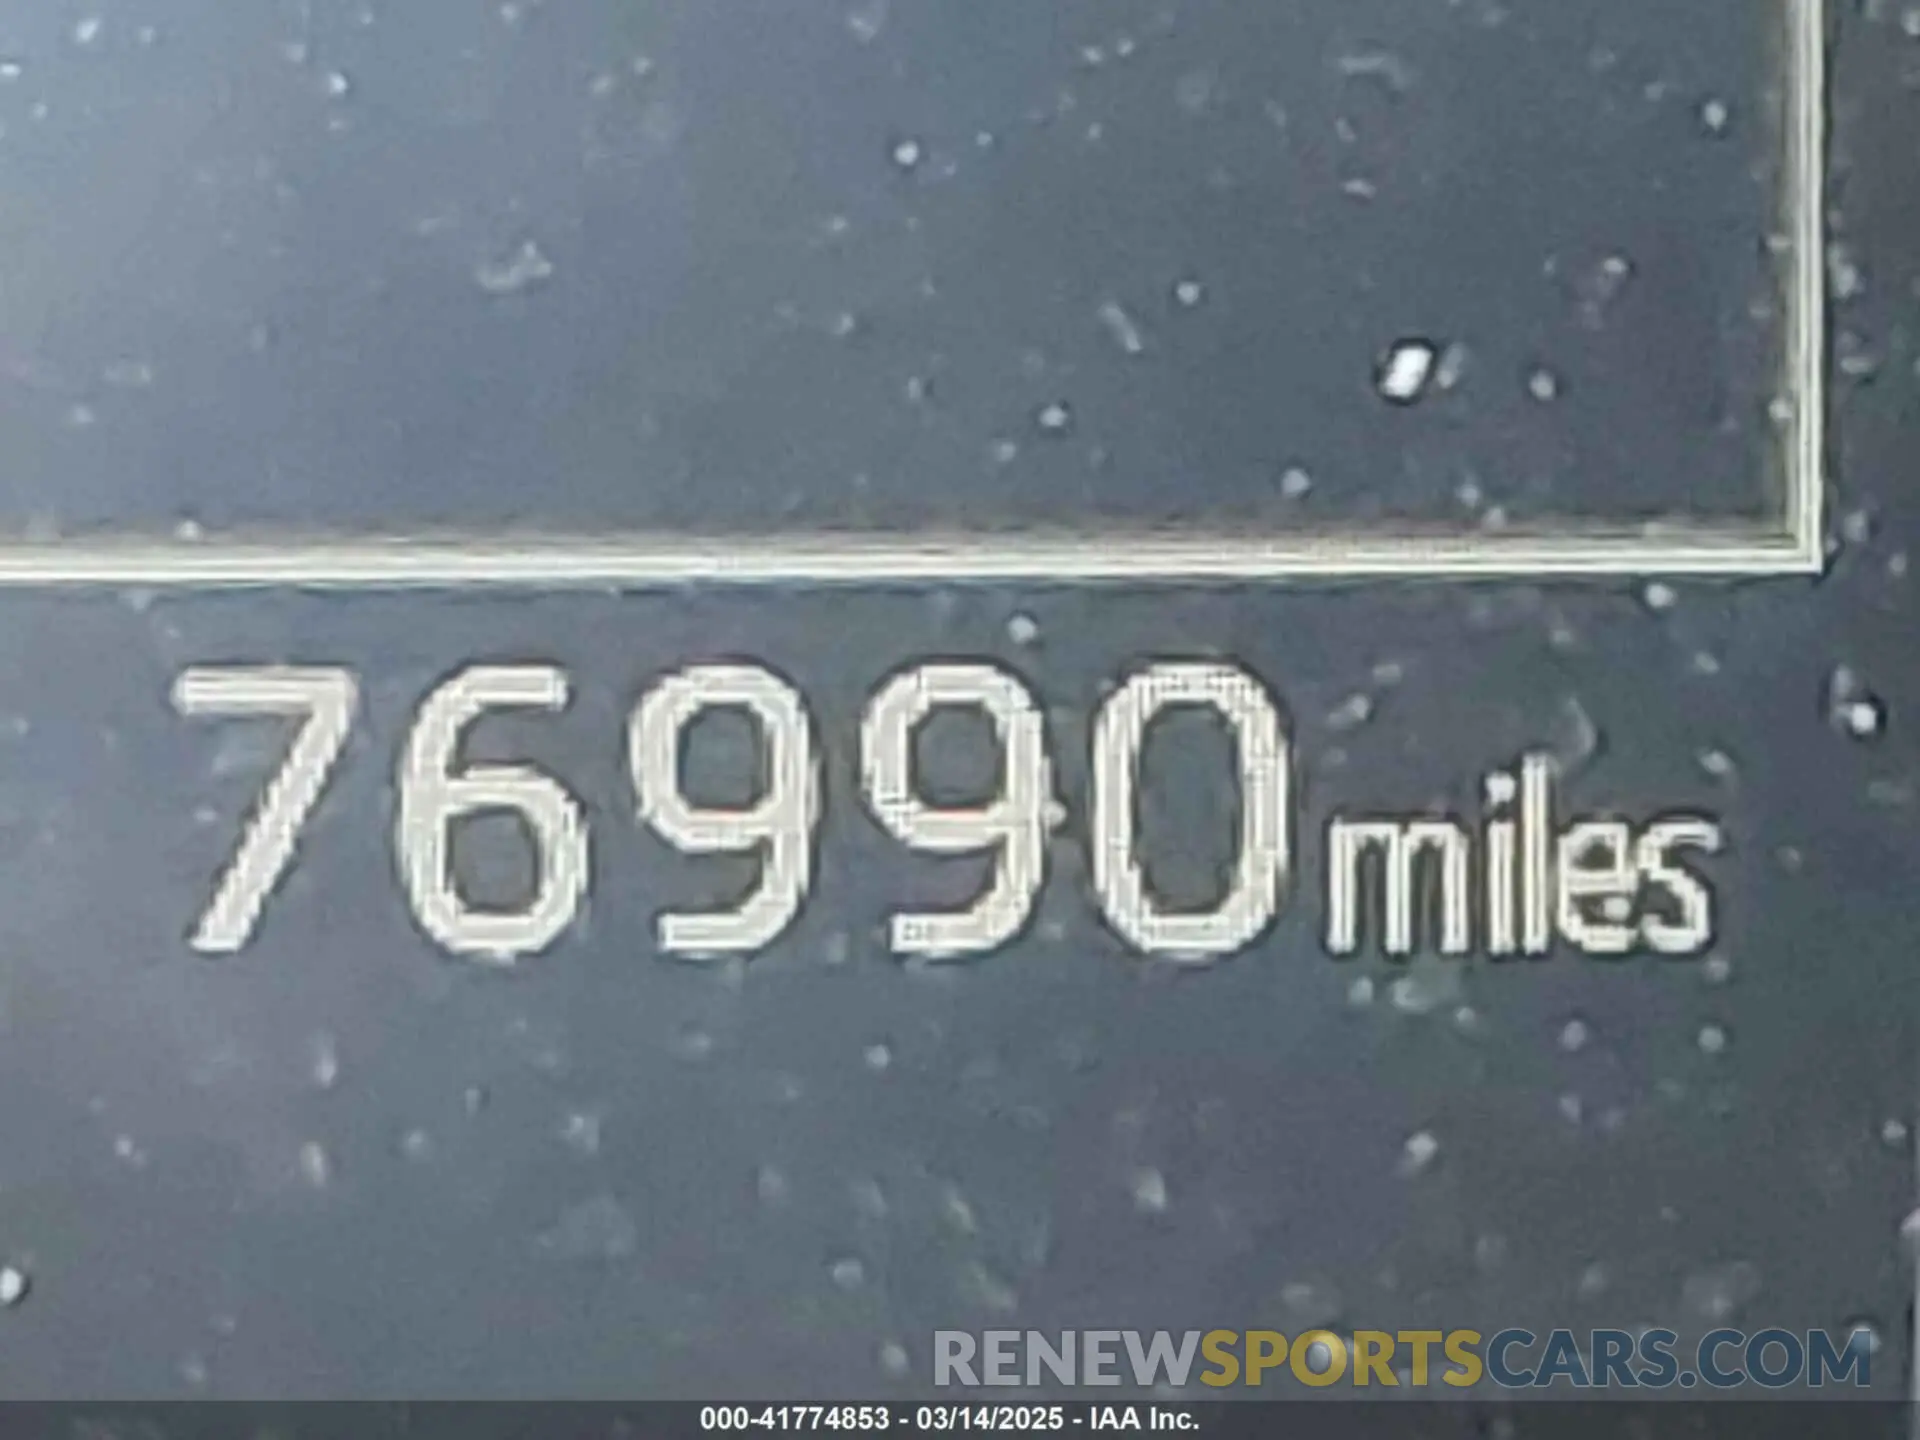 76990 miles
RENEWSPORTSCARS.COM
000-41774853 - 03/14/2025 - IAA Inc.